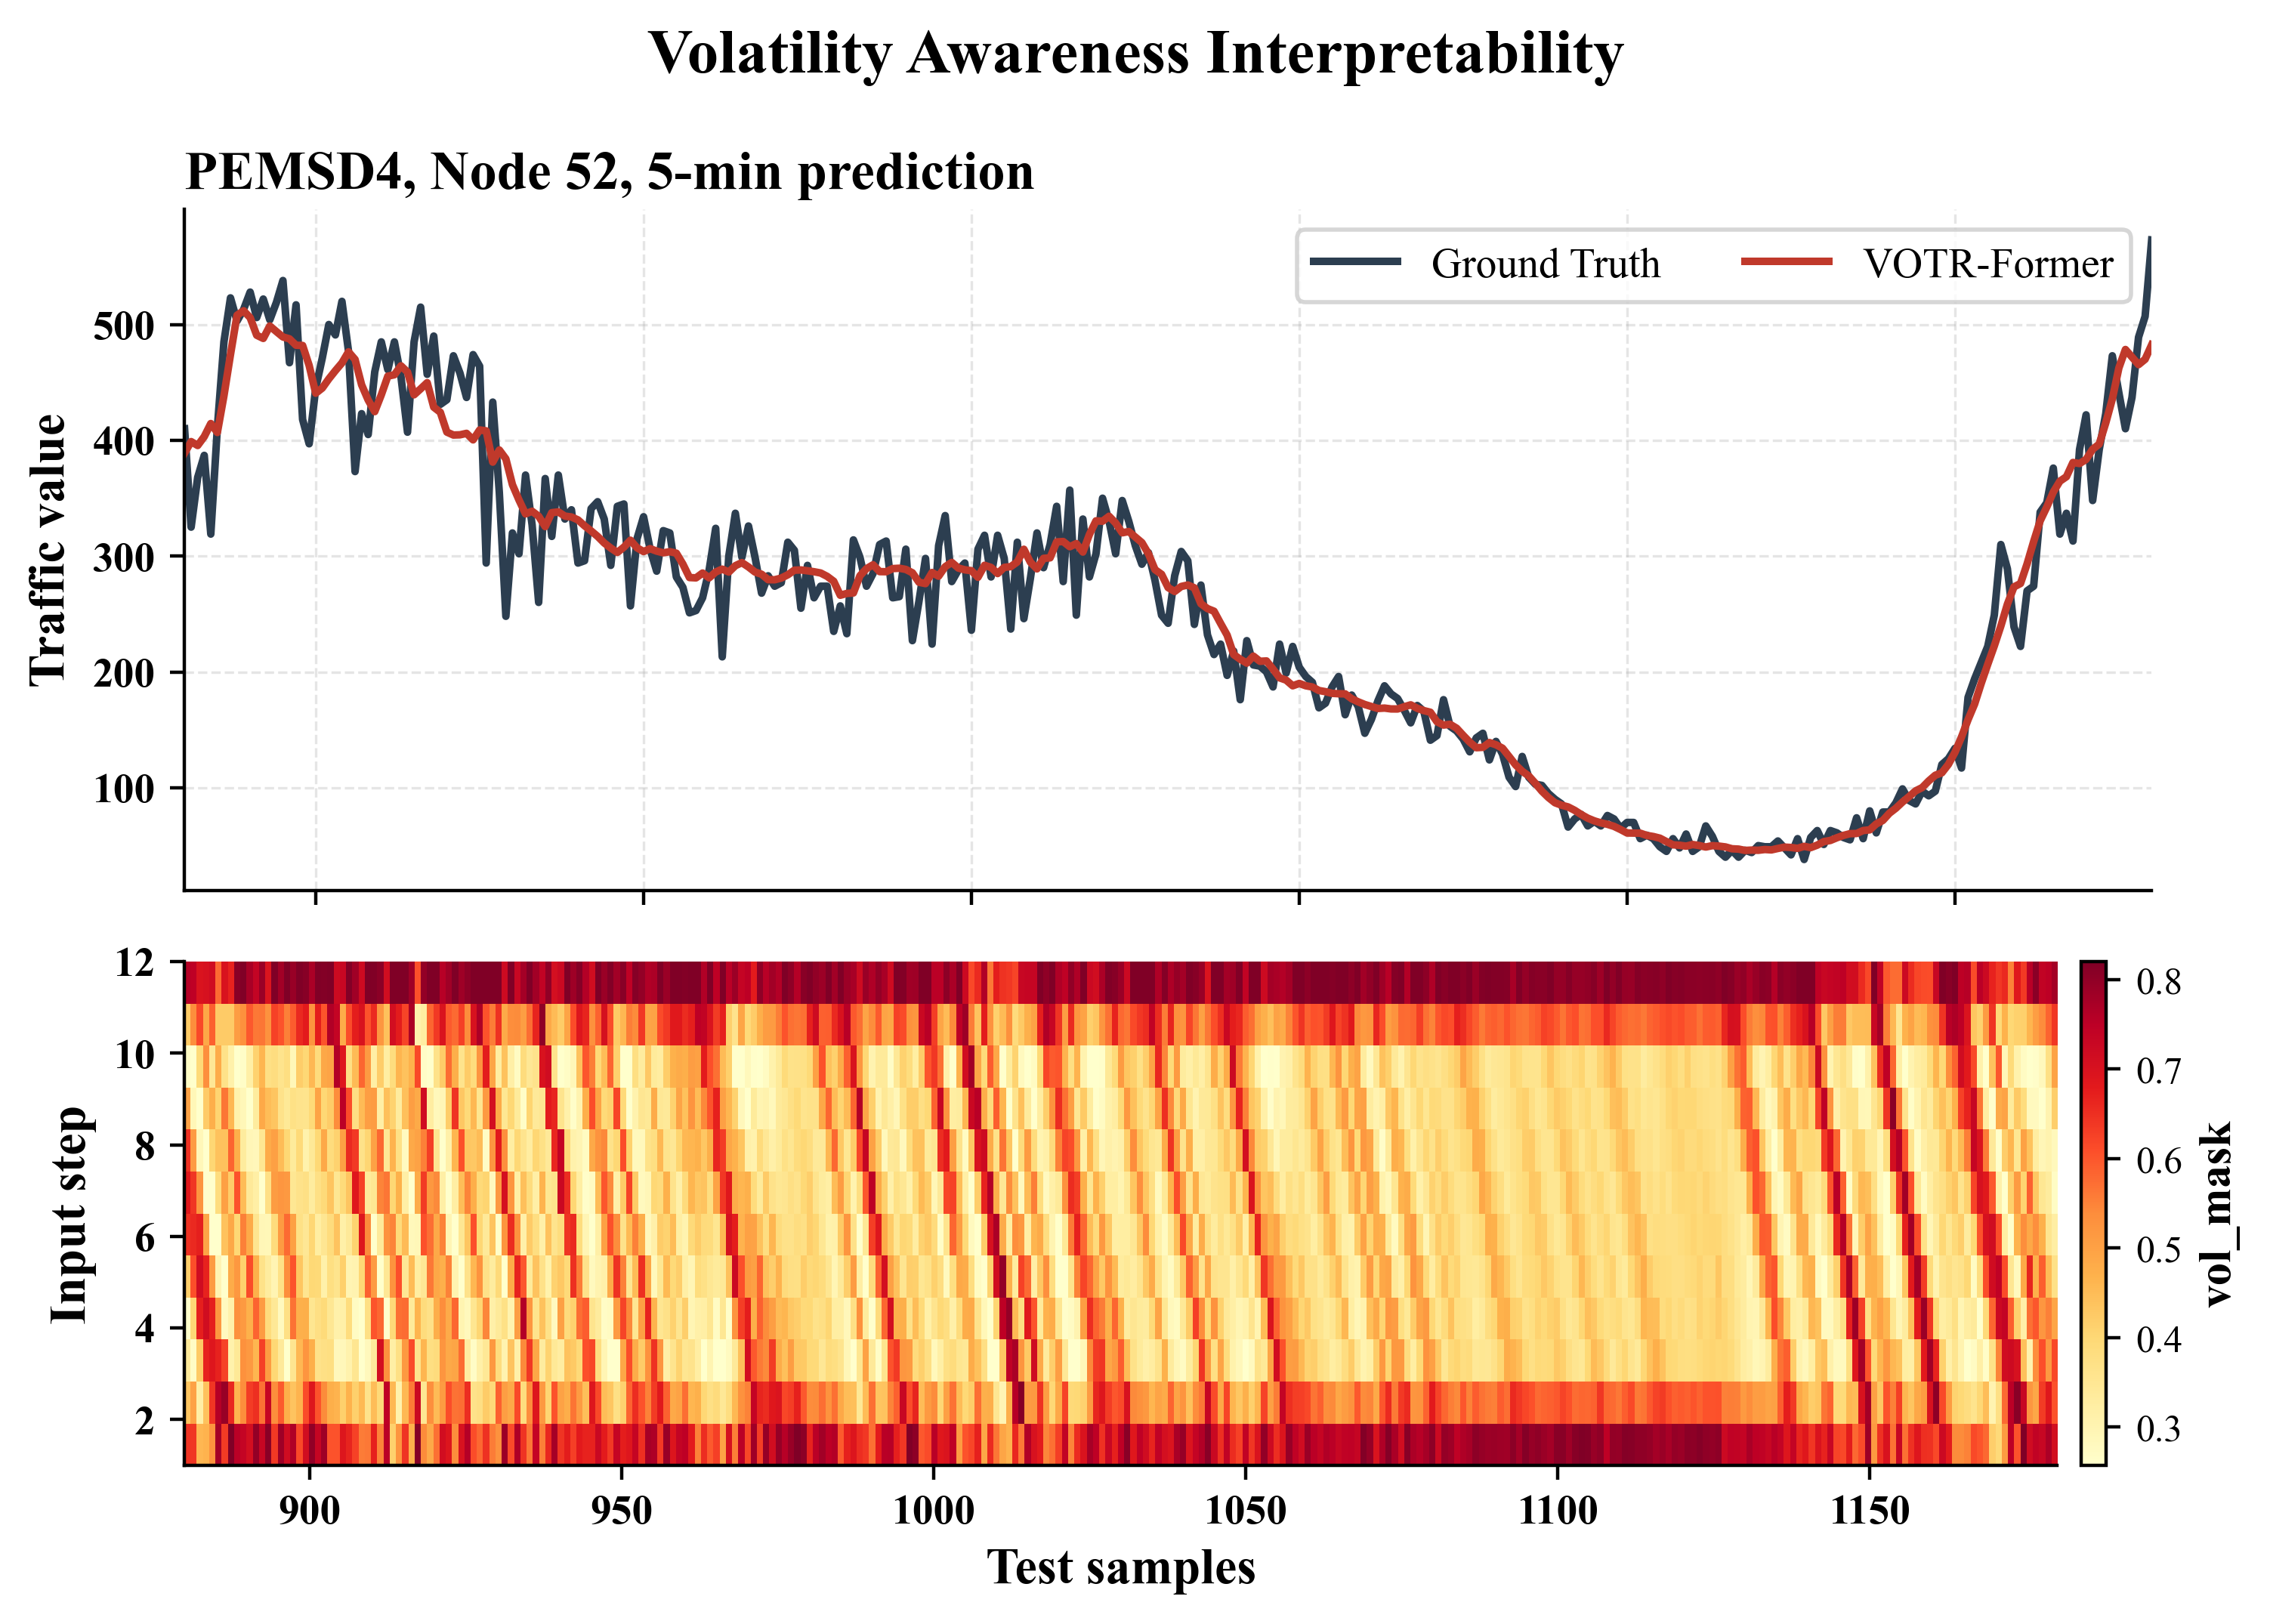 Volatility Awareness Interpretability
PEMSD4, Node 52, 5-min prediction
Ground Truth
VOTR-Former
Traffic value
500
400
300
200
100
Input step
12
10
8
6
4
2
0.8
0.7
0.6
0.5
0.4
0.3
vol_mask
900
950
1000
1050
1100
1150
Test samples